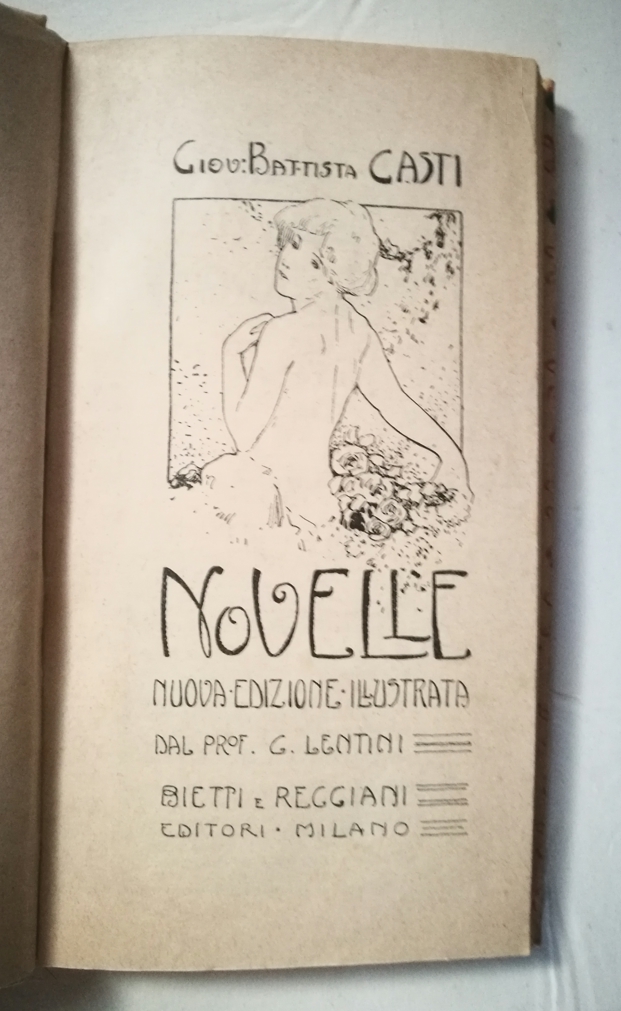 GIOV: BATTISTA CASTI
NOVELLE
NUOVA·EDIZIONE·ILLUSTRATA
DAL PROF. G. LENTINI
BIETTI E REGGIANI
EDITORI · MILANO